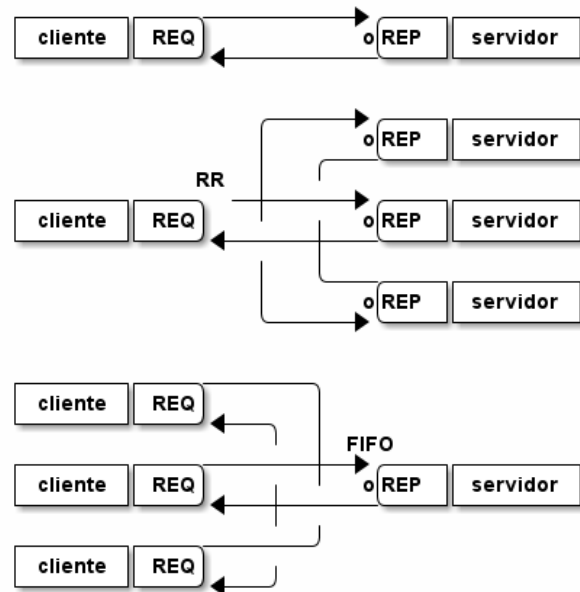 cliente REQ o REP servidor
o REP servidor
RR
cliente REQ o REP servidor
o REP servidor
cliente REQ
FIFO
cliente REQ o REP servidor
cliente REQ